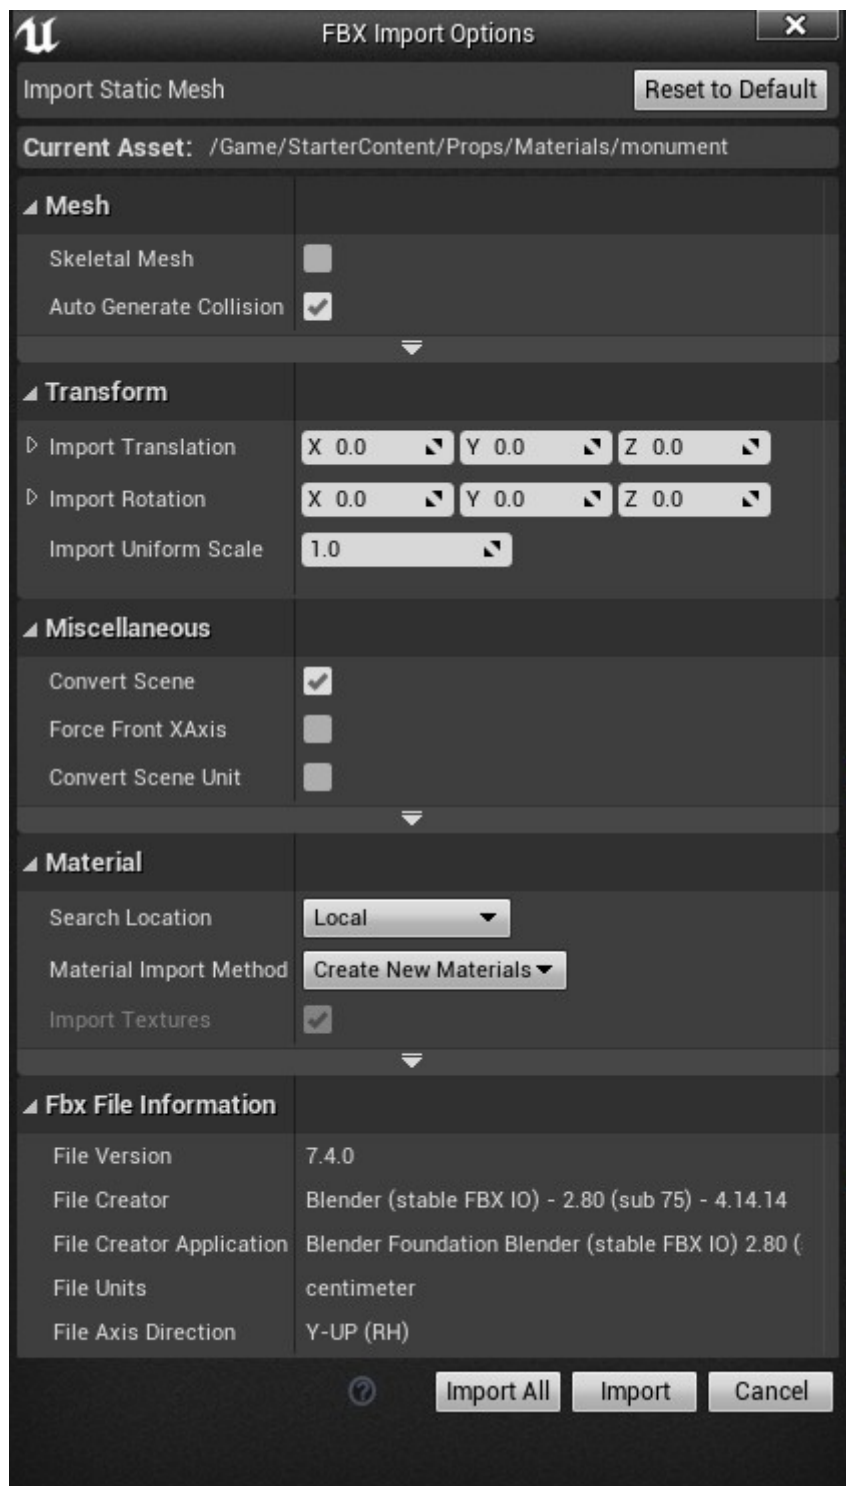 FBX Import Options
Import Static Mesh
Reset to Default
Current Asset: /Game/StarterContent/Props/Materials/monument
Mesh
Skeletal Mesh
Auto Generate Collision
Transform
Import Translation X 0.0 Y 0.0 Z 0.0
Import Rotation X 0.0 Y 0.0 Z 0.0
Import Uniform Scale 1.0
Miscellaneous
Convert Scene
Force Front XAxis
Convert Scene Unit
Material
Search Location Local
Material Import Method Create New Materials
Import Textures
Fbx File Information
File Version 7.4.0
File Creator Blender (stable FBX IO) - 2.80 (sub 75) - 4.14.14
File Creator Application Blender Foundation Blender (stable FBX IO) 2.80 (
File Units centimeter
File Axis Direction Y-UP (RH)
? Import All Import Cancel